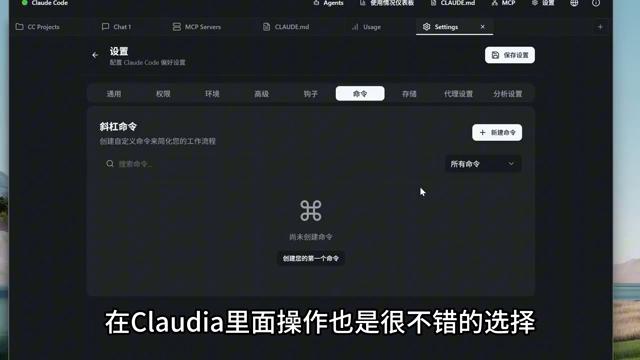 Claude Code
Agents
使用情况仪表板
CLAUDE.md
MCP
设置
CC Projects
Chat 1
MCP Servers
CLAUDE.md
Usage
Settings
设置
配置 Claude Code 偏好设置
保存设置
通用
权限
环境
高级
钩子
命令
存储
代理设置
分析设置
斜杠命令
创建自定义命令来简化您的工作流程
新建命令
搜索命令...
所有命令
尚未创建命令
创建您的第一个命令
在Claudia里面操作也是很不错的选择